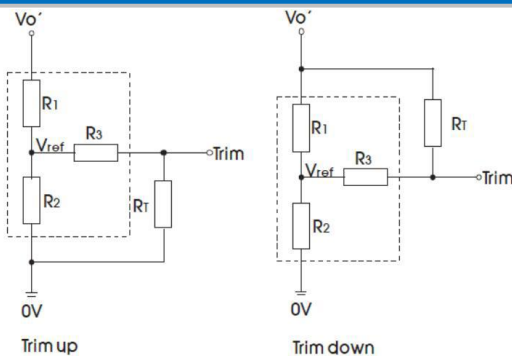 Vo´
R1
Vref
R3
Trim
R2
RT
0V
Trim up
Vo´
R1
RT
Vref
R3
Trim
R2
0V
Trim down